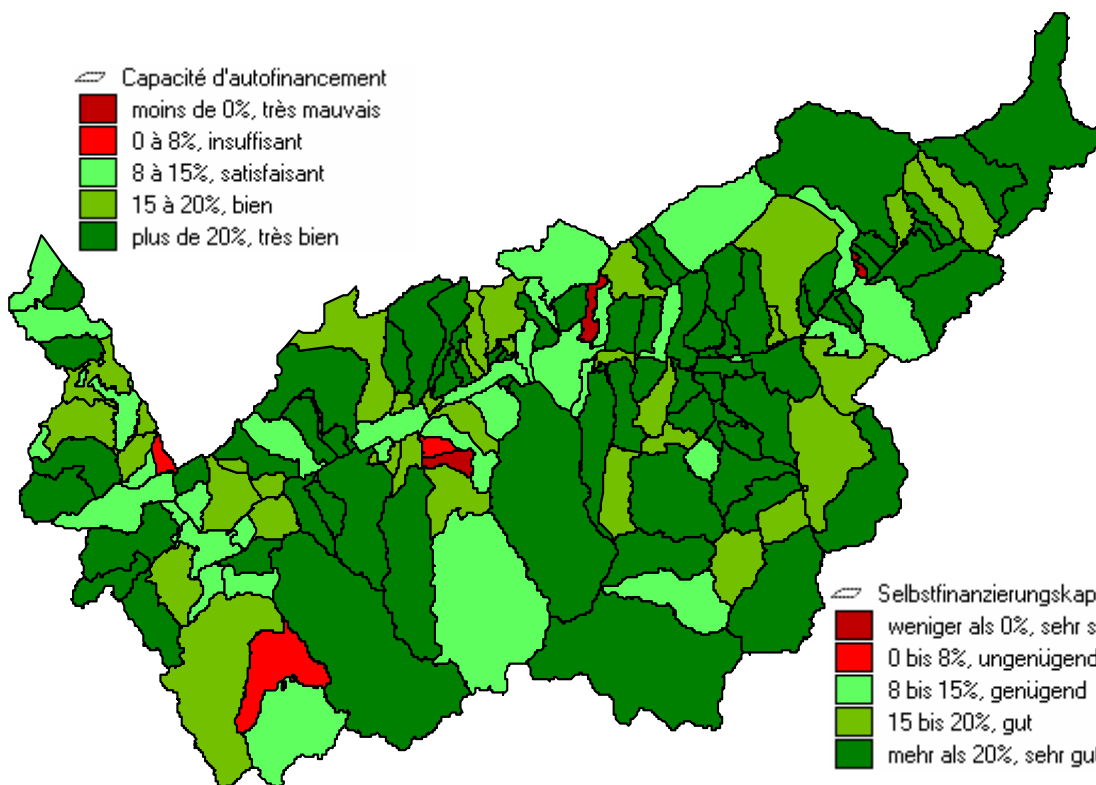 Capacité d'autofinancement
moins de 0%, très mauvais
0 à 8%, insuffisant
8 à 15%, satisfaisant
15 à 20%, bien
plus de 20%, très bien
Selbstfinanzierungskap
weniger als 0%, sehr s
0 bis 8%, ungenügend
8 bis 15%, genügend
15 bis 20%, gut
mehr als 20%, sehr gut